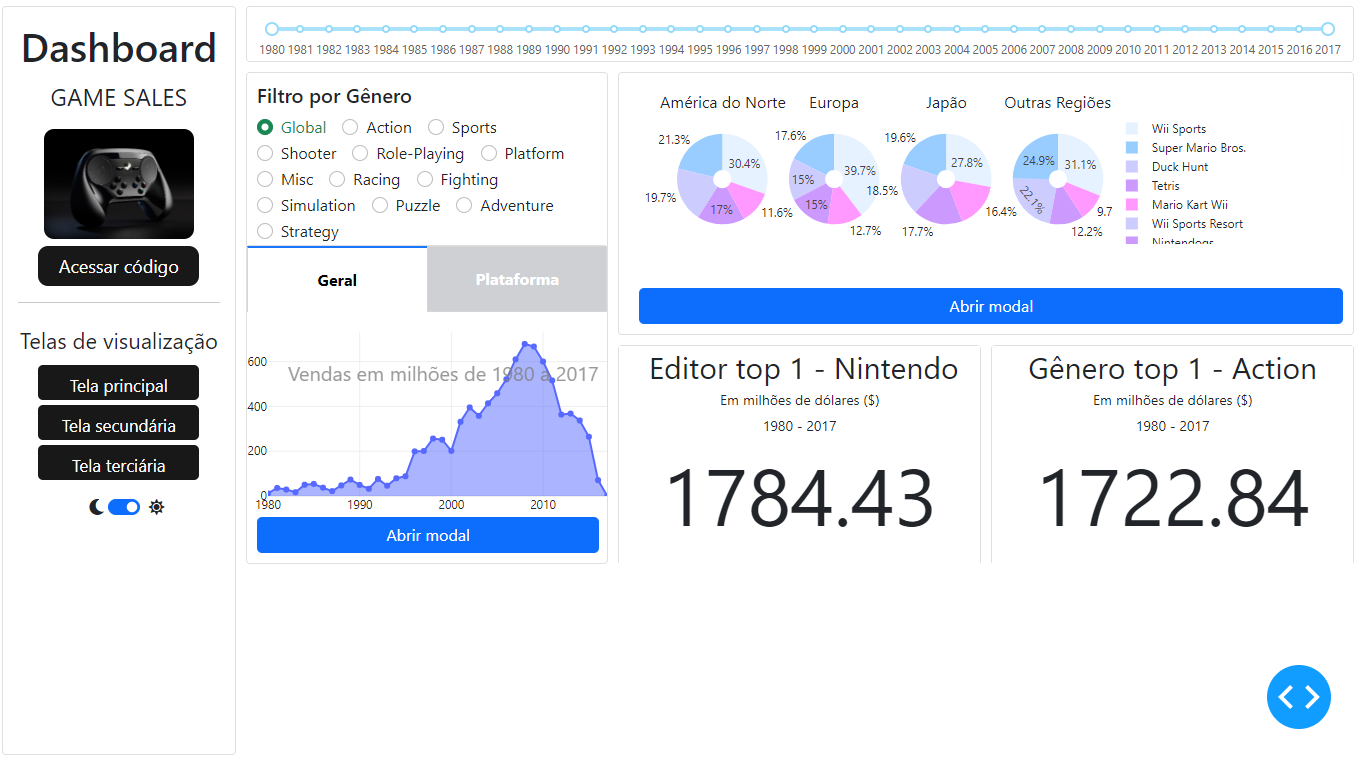 Dashboard
GAME SALES
Acessar código
Telas de visualização
Tela principal
Tela secundária
Tela terciária
1980 1981 1982 1983 1984 1985 1986 1987 1988 1989 1990 1991 1992 1993 1994 1995 1996 1997 1998 1999 2000 2001 2002 2003 2004 2005 2006 2007 2008 2009 2010 2011 2012 2013 2014 2015 2016 2017
Filtro por Gênero
Global Action Sports
Shooter Role-Playing Platform
Misc Racing Fighting
Simulation Puzzle Adventure
Strategy
Geral Plataforma
Vendas em milhões de 1980 a 2017
600
400
200
0
1980 1990 2000 2010
Abrir modal
América do Norte Europa Japão Outras Regiões
21.3% 30.4% 11.6% 17% 19.7%
17.6% 39.7% 12.7% 15% 15%
19.6% 27.8% 16.4% 17.7% 18.5%
24.9% 31.1% 9.7 12.2% 22.1%
Wii Sports
Super Mario Bros.
Duck Hunt
Tetris
Mario Kart Wii
Wii Sports Resort
Nintendogs
Abrir modal
Editor top 1 - Nintendo
Em milhões de dólares ($)
1980 - 2017
1784.43
Gênero top 1 - Action
Em milhões de dólares ($)
1980 - 2017
1722.84